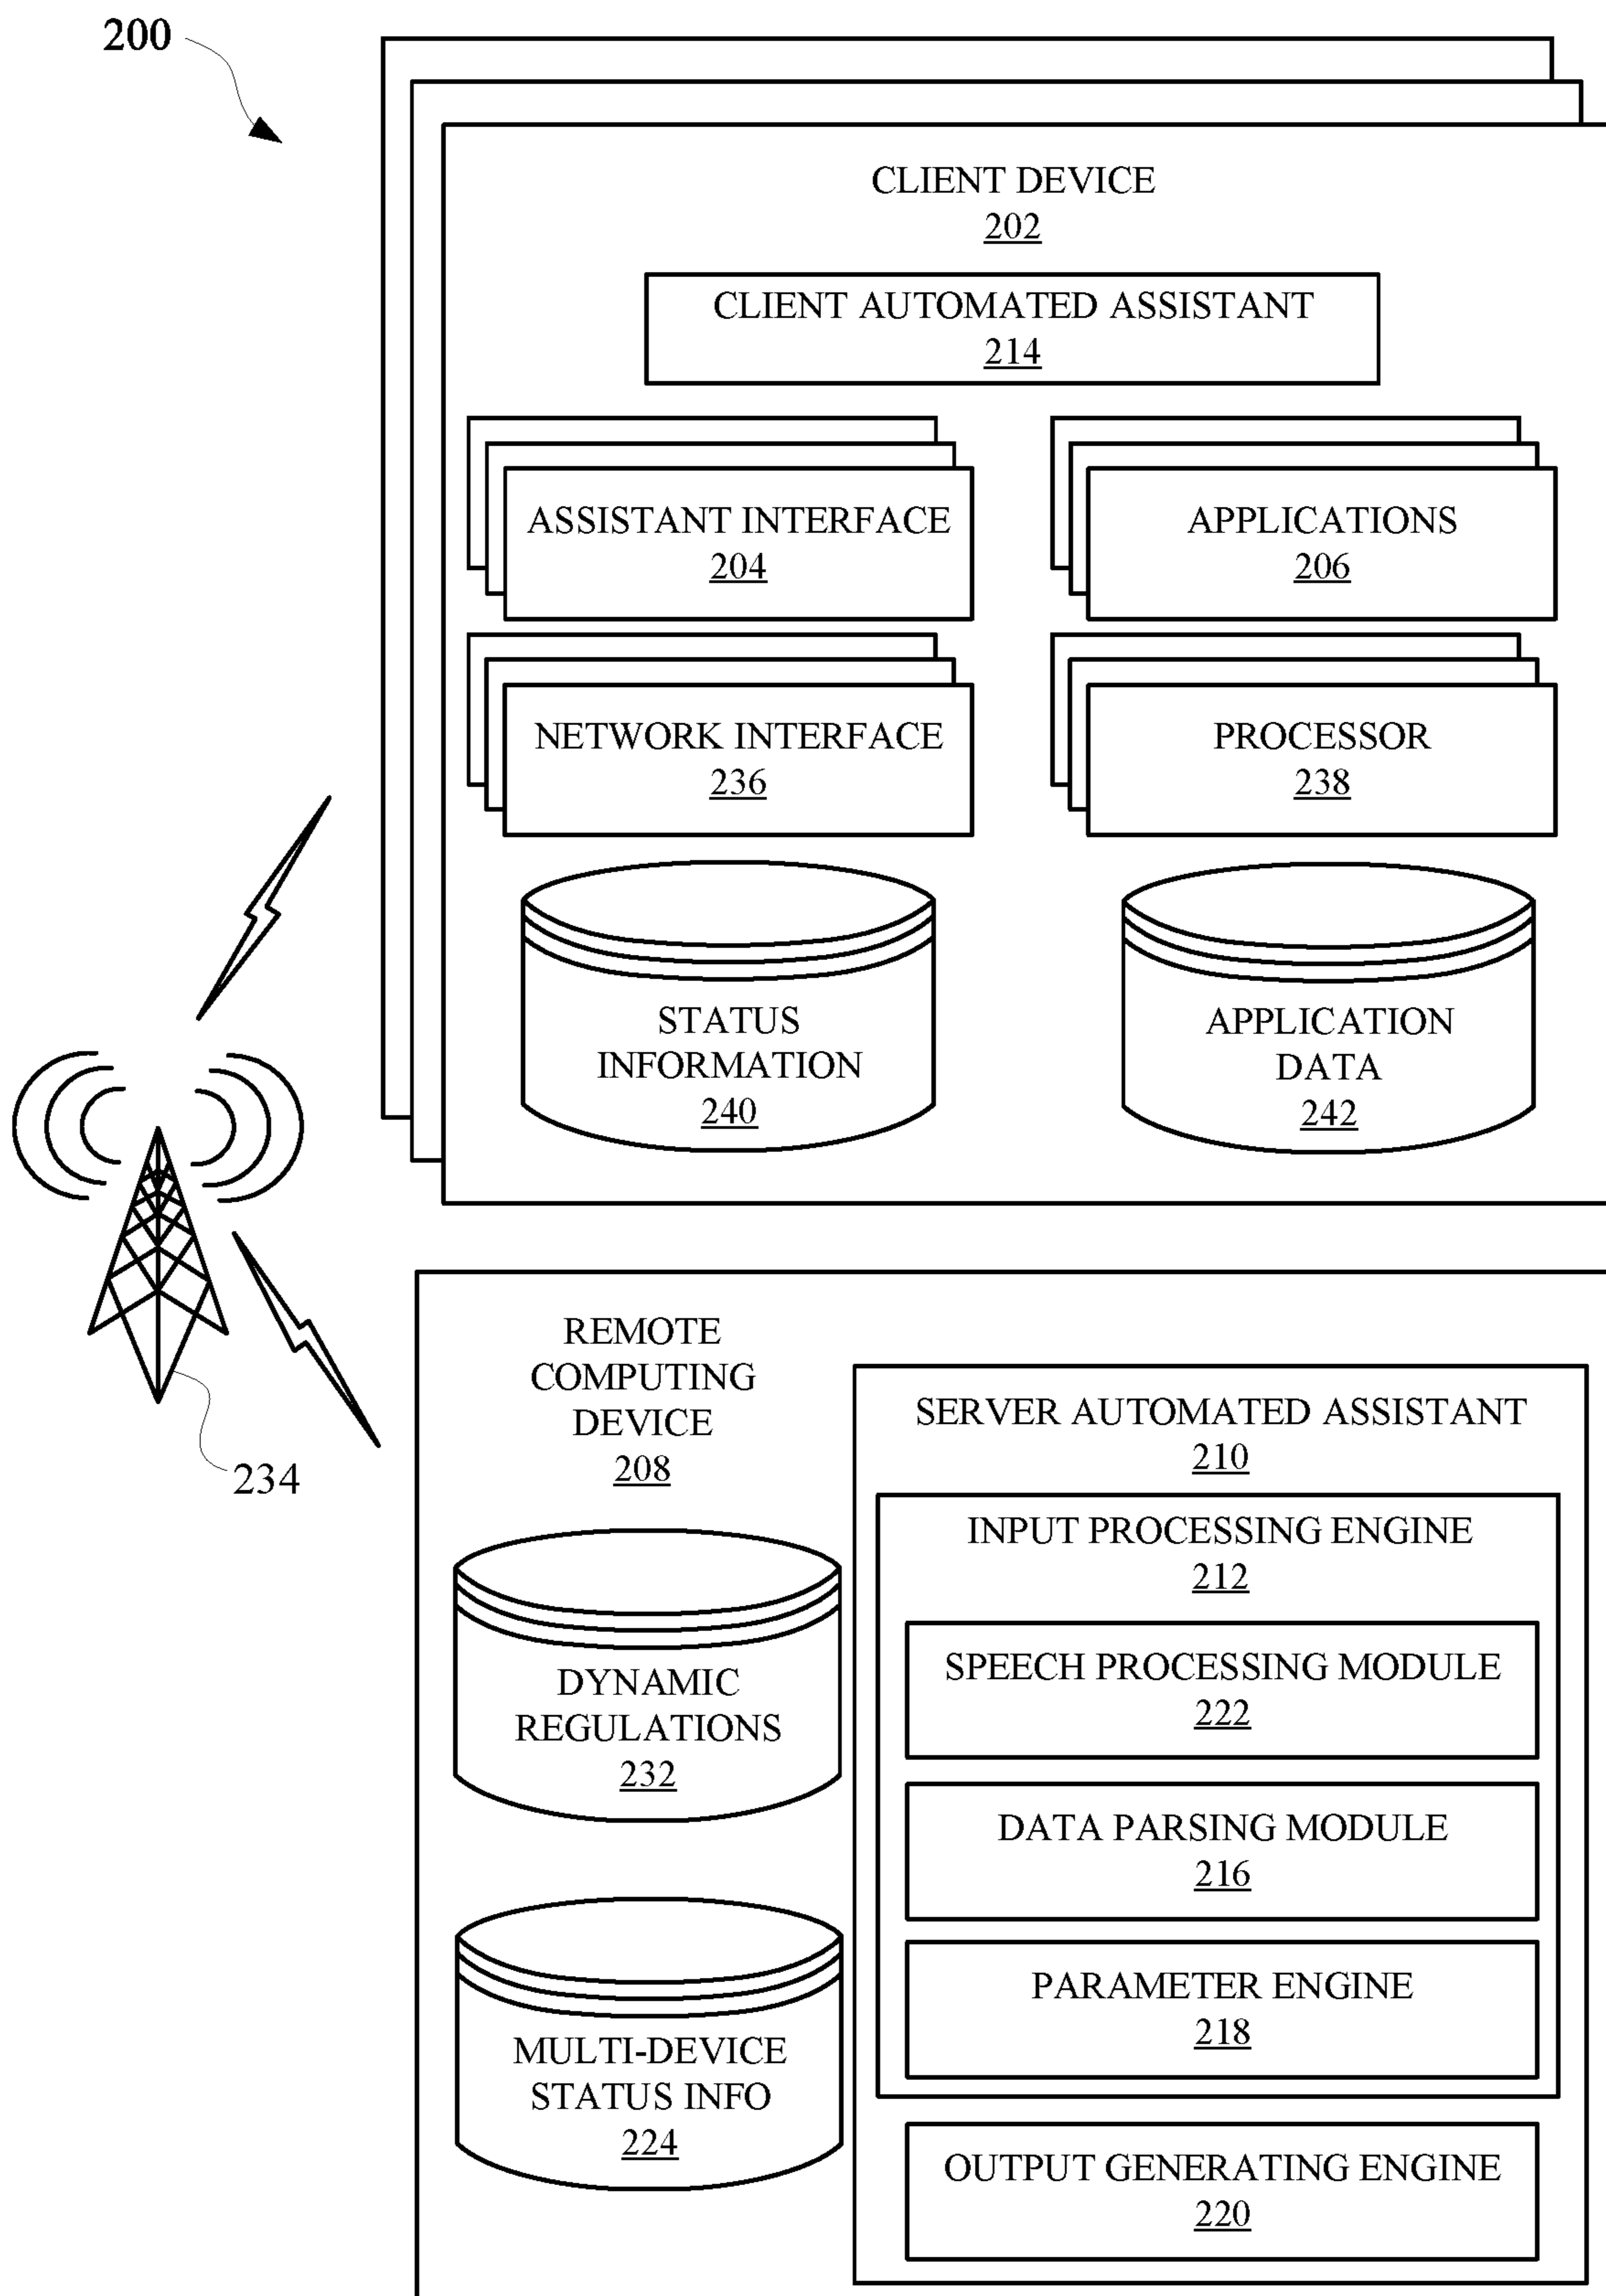 200
CLIENT DEVICE
202
CLIENT AUTOMATED ASSISTANT
214
ASSISTANT INTERFACE
204
APPLICATIONS
206
NETWORK INTERFACE
236
PROCESSOR
238
STATUS
INFORMATION
240
APPLICATION
DATA
242
234
REMOTE
COMPUTING
DEVICE
208
DYNAMIC
REGULATIONS
232
MULTI-DEVICE
STATUS INFO
224
SERVER AUTOMATED ASSISTANT
210
INPUT PROCESSING ENGINE
212
SPEECH PROCESSING MODULE
222
DATA PARSING MODULE
216
PARAMETER ENGINE
218
OUTPUT GENERATING ENGINE
220